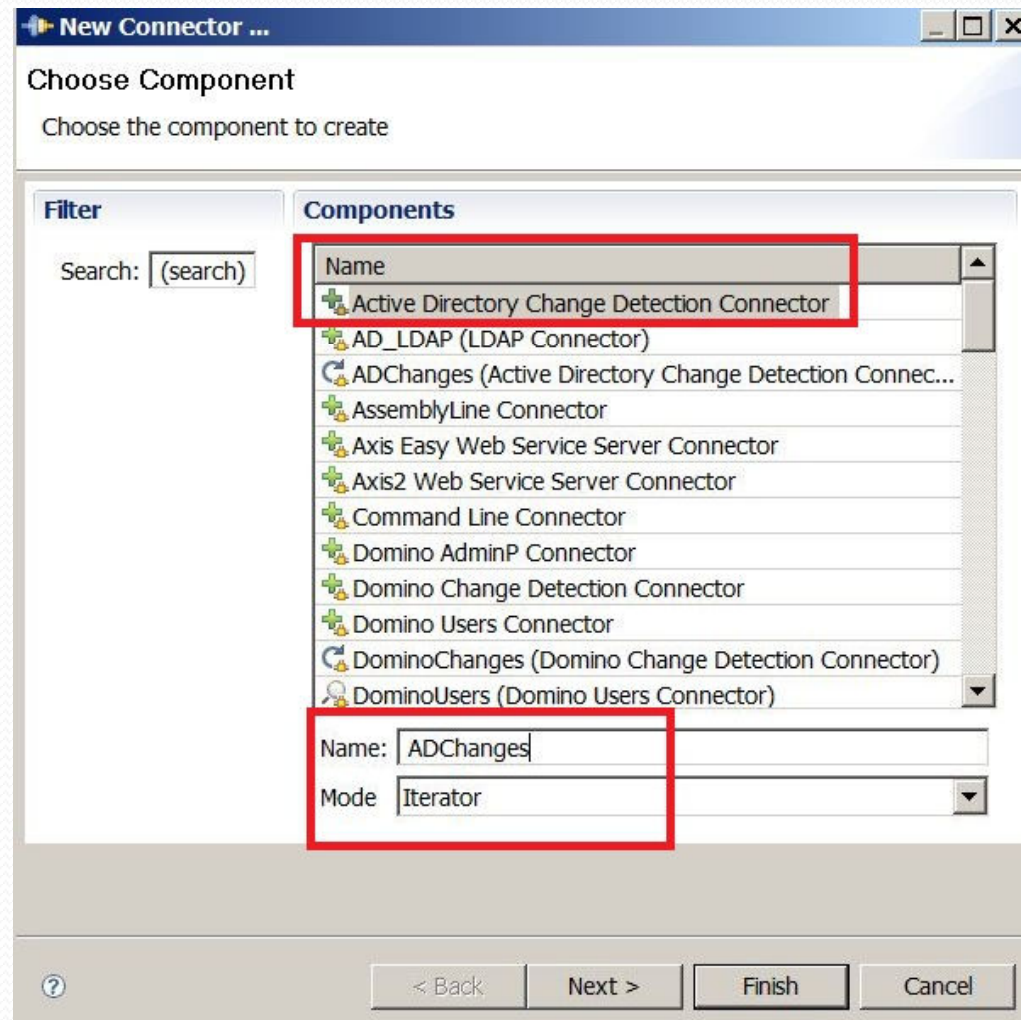 New Connector ...
Choose Component
Choose the component to create
Filter
Components
Search: (search)
Name
Active Directory Change Detection Connector
AD_LDAP (LDAP Connector)
ADChanges (Active Directory Change Detection Connec...
AssemblyLine Connector
Axis Easy Web Service Server Connector
Axis2 Web Service Server Connector
Command Line Connector
Domino AdminP Connector
Domino Change Detection Connector
Domino Users Connector
DominoChanges (Domino Change Detection Connector)
DominoUsers (Domino Users Connector)
Name: ADChanges
Mode Iterator
? < Back Next > Finish Cancel